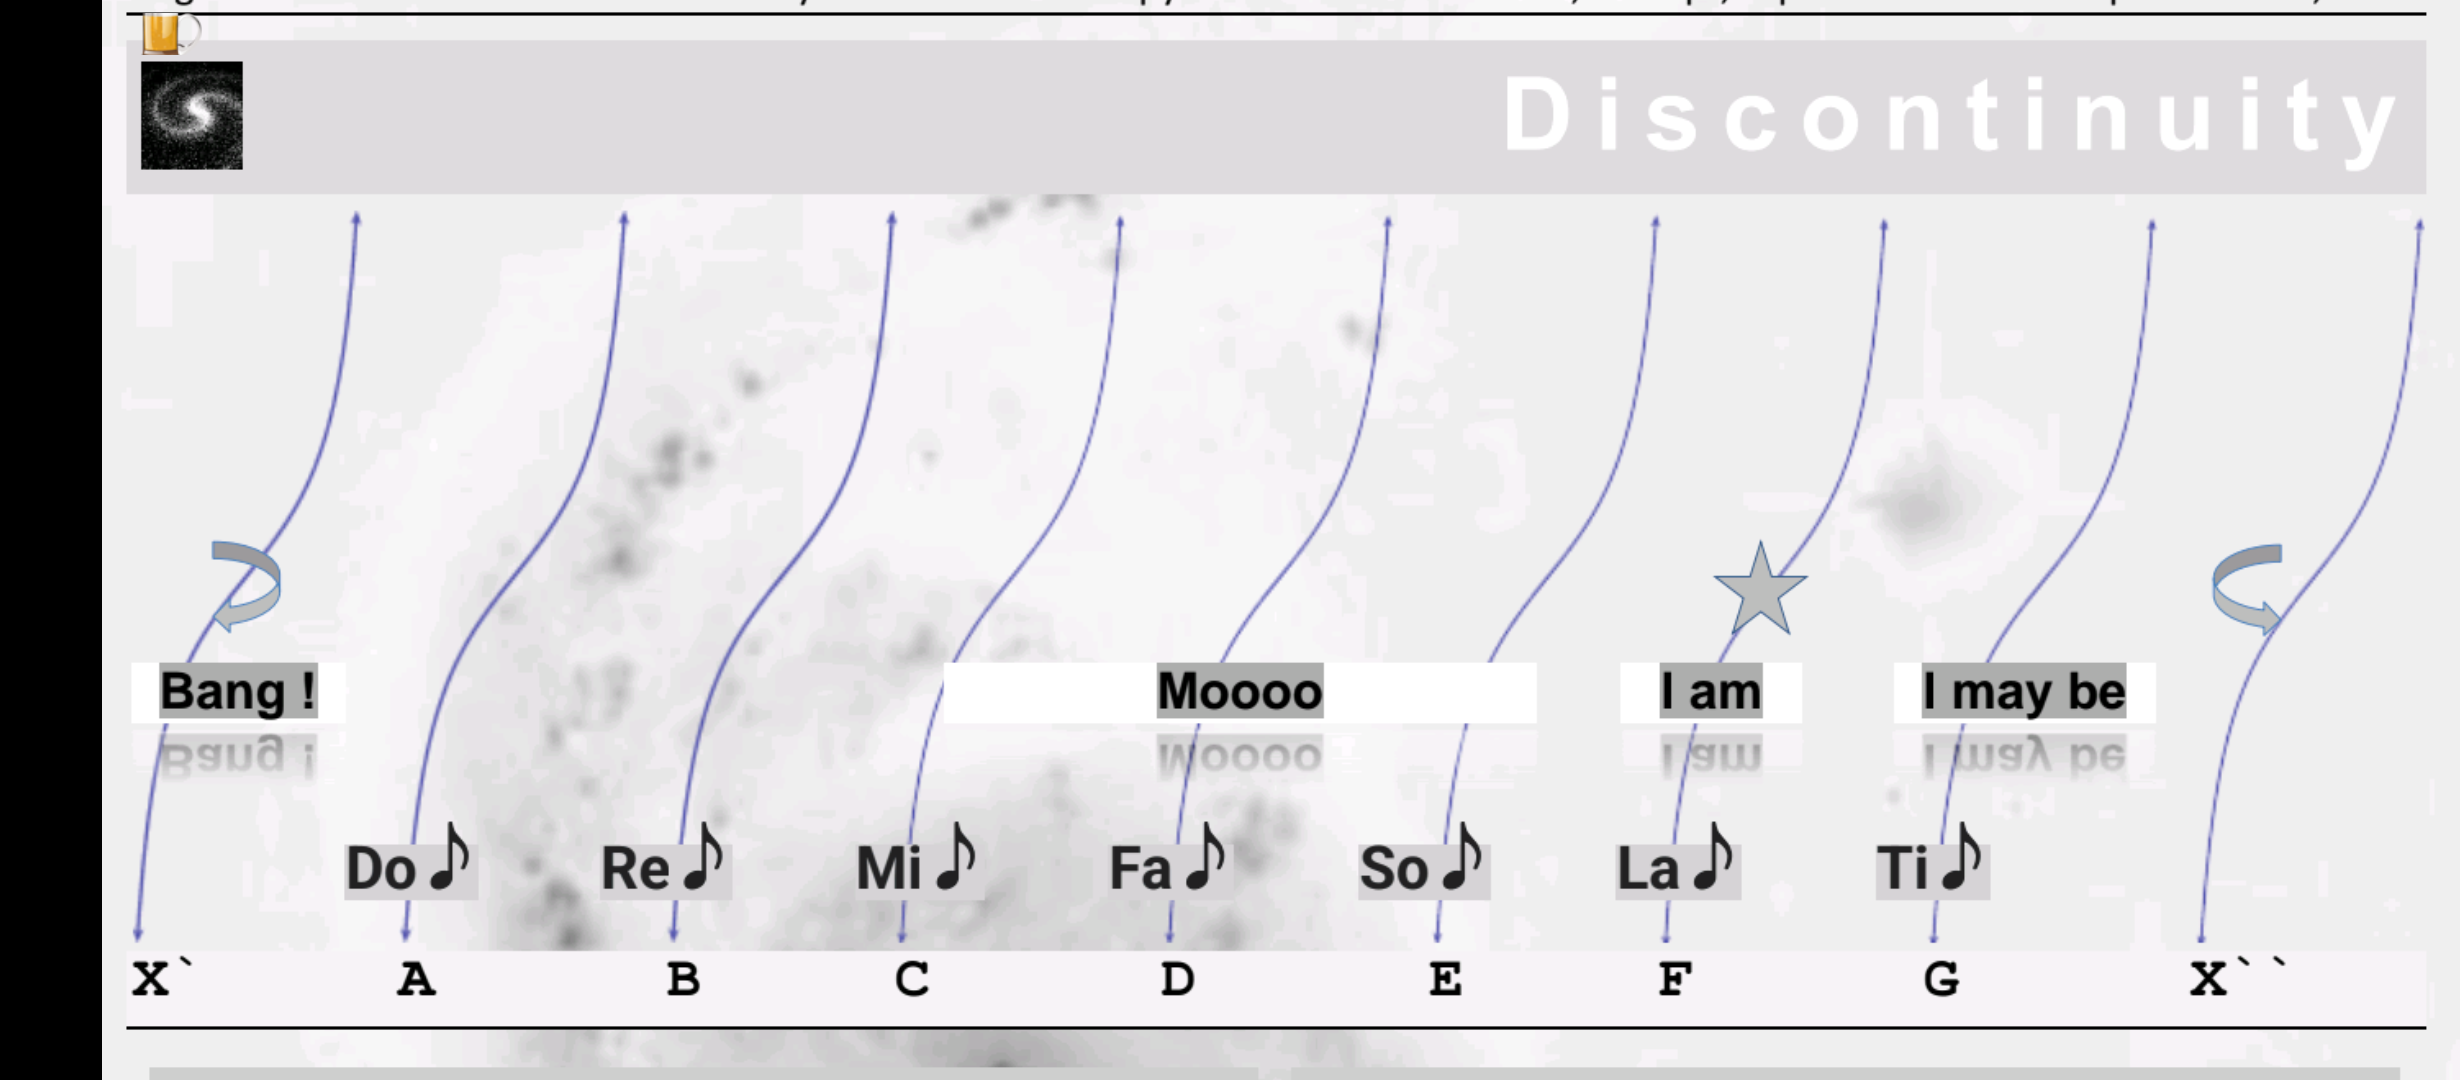 Discontinuity
Bang ! Moooo I am I may be
Do Re Mi Fa So La Ti
X` A B C D E F G X``